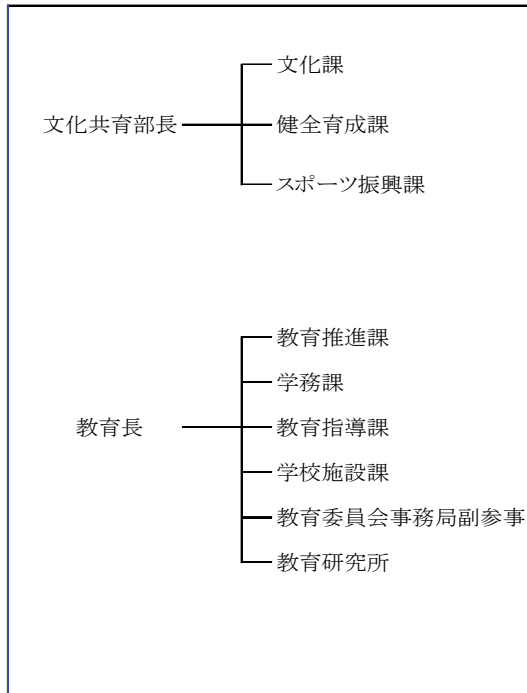 文化課
文化共育部長
健全育成課
スポーツ振興課
教育推進課
学務課
教育長
教育指導課
学校施設課
教育委員会事務局副参事
教育研究所